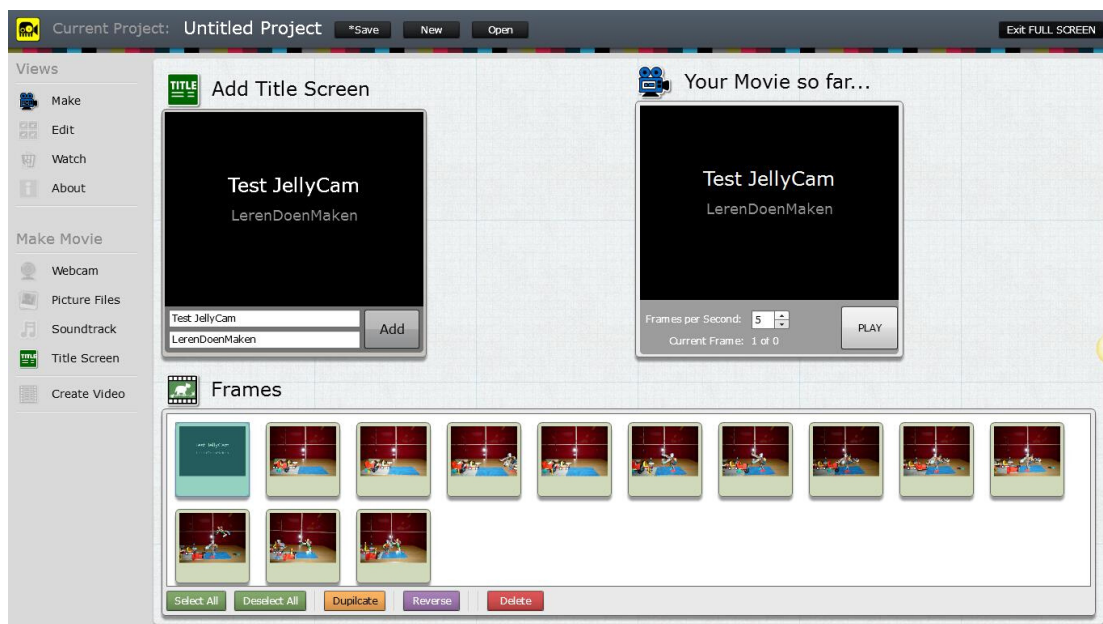 Current Project: Untitled Project *Save New Open Exit FULL SCREEN
Views
Make
Edit
Watch
About
Make Movie
Webcam
Picture Files
Soundtrack
Title Screen
Create Video
TITLE Add Title Screen
Test JellyCam
LerenDoenMaken
Test JellyCam
LerenDoenMaken
Add
Your Movie so far...
Test JellyCam
LerenDoenMaken
Frames per Second: 5
Current Frame: 1 of 0
PLAY
Frames
Select All Deselect All Dupilcate Reverse Delete